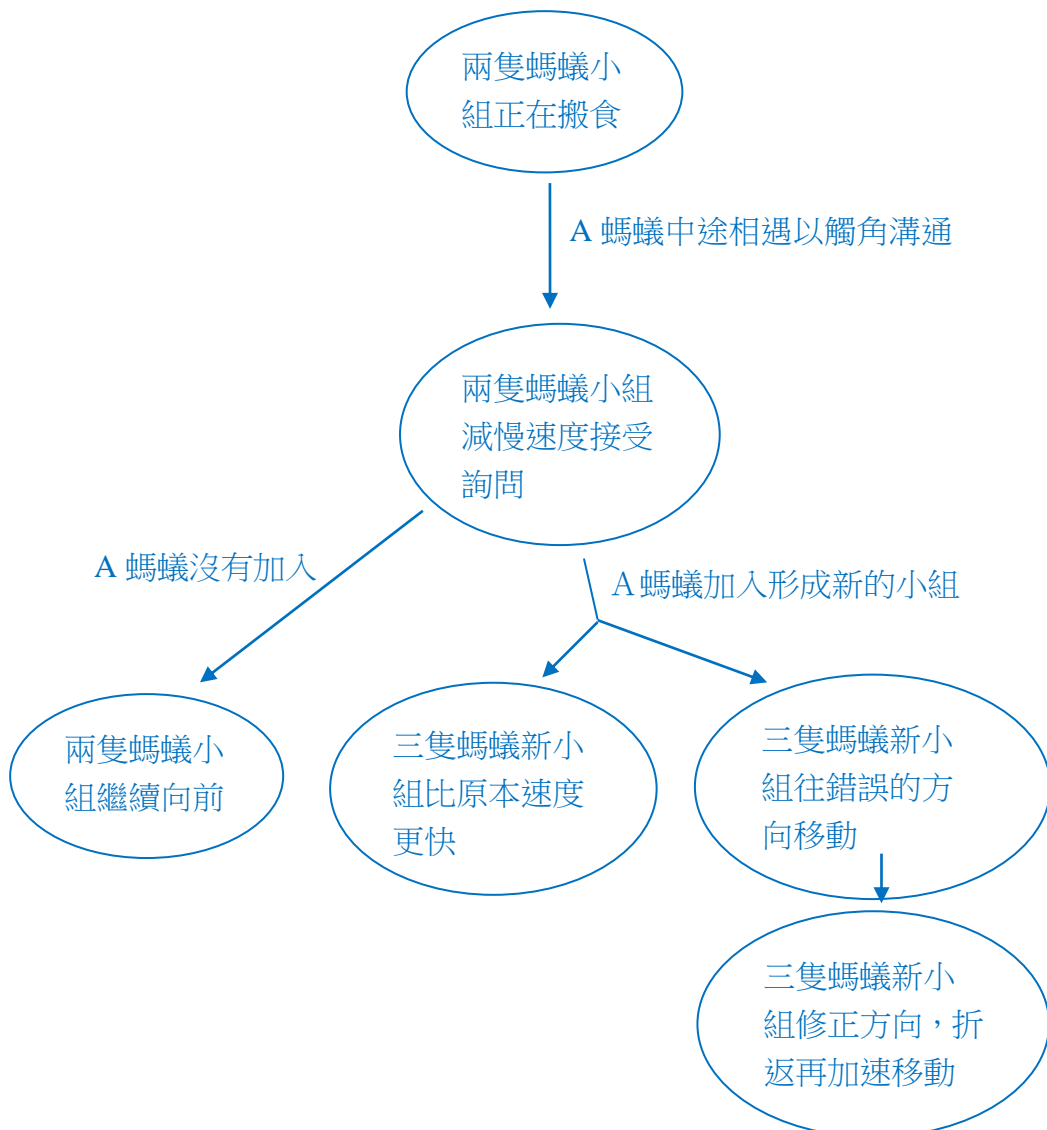 兩隻螞蟻小
組正在搬食
A 螞蟻中途相遇以觸角溝通
兩隻螞蟻小組
減慢速度接受
詢問
A 螞蟻沒有加入
A 螞蟻加入形成新的小組
兩隻螞蟻小
組繼續向前
三隻螞蟻新小
組比原本速度
更快
三隻螞蟻新小
組往錯誤的方
向移動
三隻螞蟻新小
組修正方向，折
返再加速移動